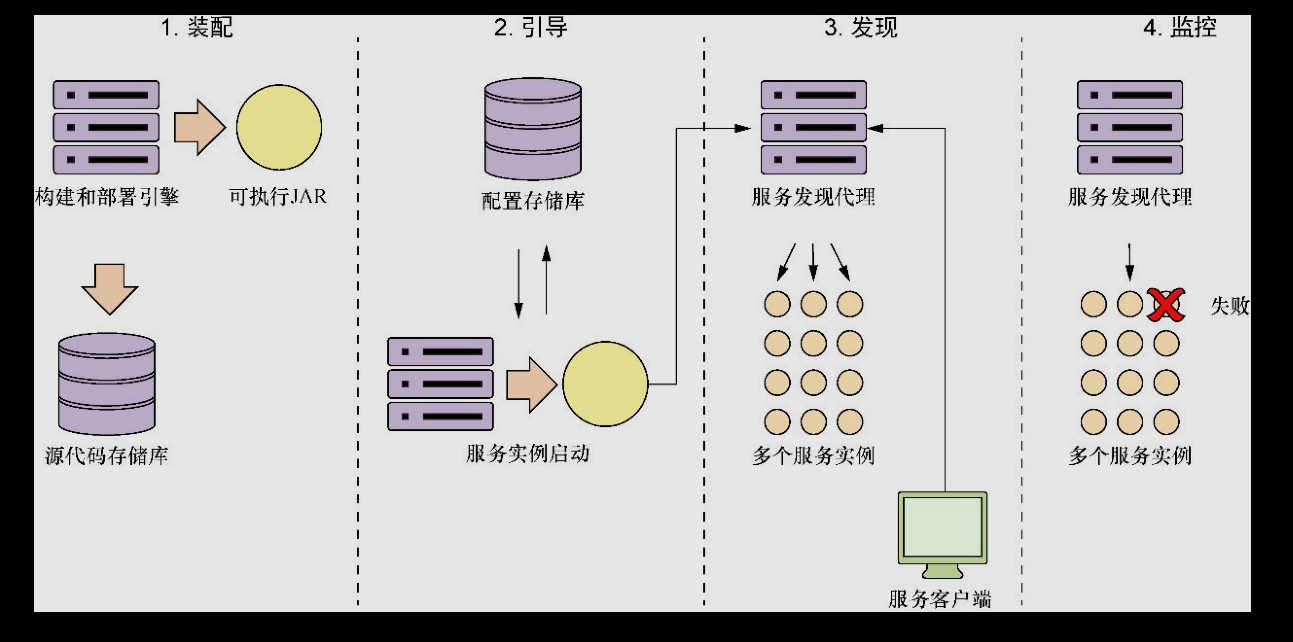 1. 装配
2. 引导
3. 发现
4. 监控
构建和部署引擎
可执行JAR
配置存储库
服务发现代理
服务发现代理
失败
源代码存储库
服务实例启动
多个服务实例
多个服务实例
服务客户端